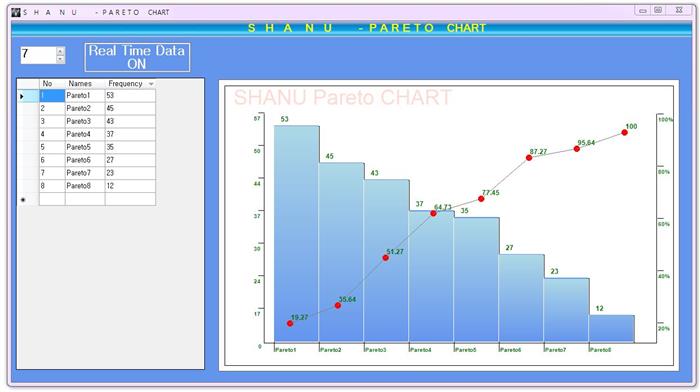 S H A N U - PARETO CHART
S H A N U - PARETO CHART
7
Real Time Data
ON
No Names Frequency
1 Pareto1 53
2 Pareto2 45
3 Pareto3 43
4 Pareto4 37
5 Pareto5 35
6 Pareto6 27
7 Pareto7 23
8 Pareto8 12
SHANU Pareto CHART
57
50
44
37
30
24
17
0
53
45
43
37
35
27
23
12
19.27
35.64
51.27
64.73
77.45
87.27
95.64
100
100%
80%
60%
40%
20%
Pareto1 Pareto2 Pareto3 Pareto4 Pareto5 Pareto6 Pareto7 Pareto8